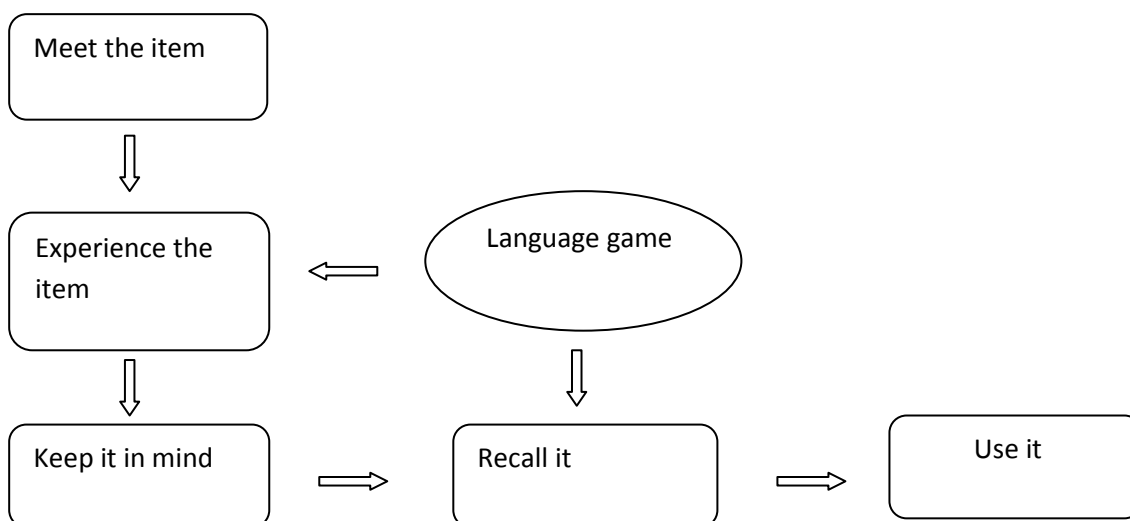 Meet the item
Language game
Experience the
item
Keep it in mind
Recall it
Use it